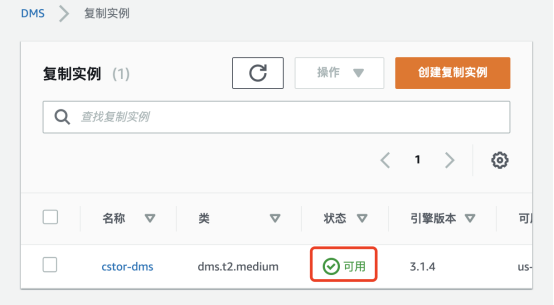 DMS > 复制实例
复制实例 (1) 操作 创建复制实例
查找复制实例
1
名称 类 状态 引擎版本
cstor-dms dms.t2.medium 可用 3.1.4 us-